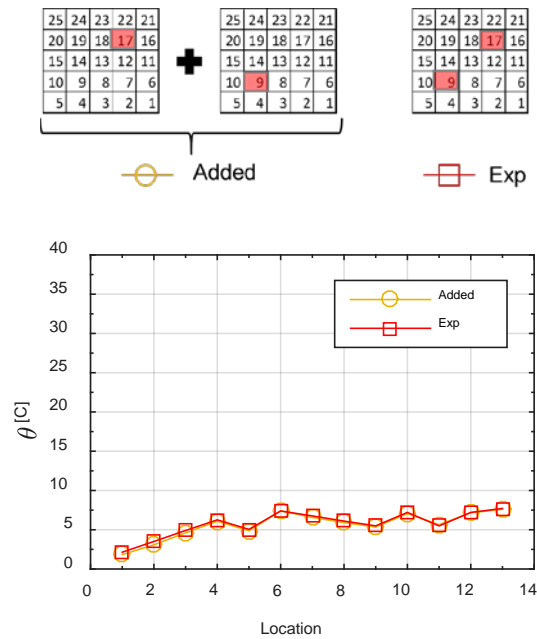 25 24 23 22 21 25 24 23 22 21 25 24 23 22 21
20 19 18 17 16 20 19 18 17 16 20 19 18 17 16
15 14 13 12 11 15 14 13 12 11 15 14 13 12 11
10 9 8 7 6 10 9 8 7 6 10 9 8 7 6
5 4 3 2 1 5 4 3 2 1 5 4 3 2 1
Added Exp
40
35
30
25
20
15
10
5
0
θ [C]
Added
Exp
0 2 4 6 8 10 12 14
Location